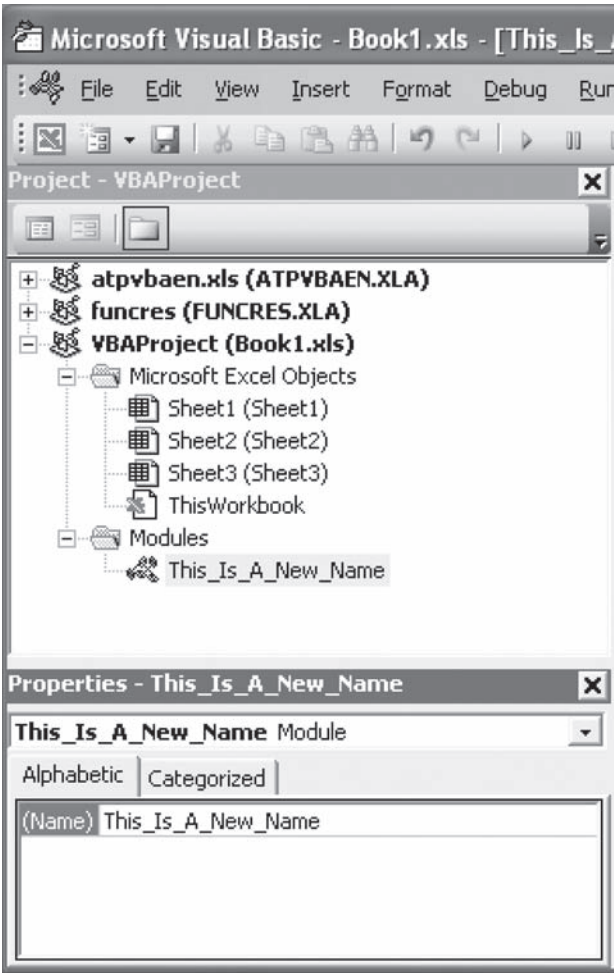 Microsoft Visual Basic - Book1.xls - [This_Is_
File Edit View Insert Format Debug Run
Project - VBAProject
atpvbaen.xls (ATPVBAEN.XLA)
funcres (FUNCRES.XLA)
VBAProject (Book1.xls)
Microsoft Excel Objects
Sheet1 (Sheet1)
Sheet2 (Sheet2)
Sheet3 (Sheet3)
ThisWorkbook
Modules
This_Is_A_New_Name
Properties - This_Is_A_New_Name
This_Is_A_New_Name Module
Alphabetic Categorized
(Name) This_Is_A_New_Name